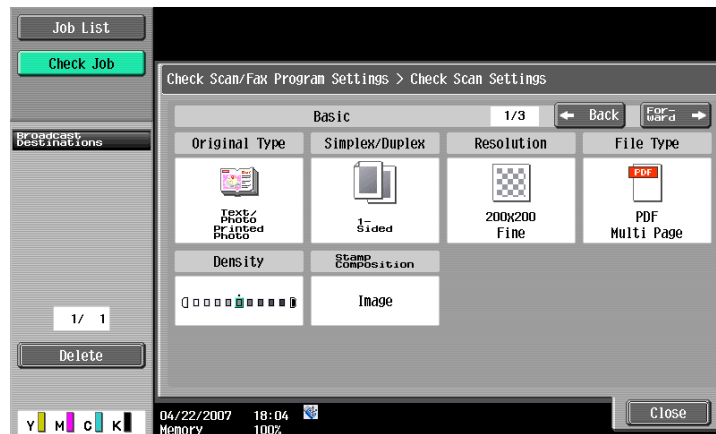 Job List
Check Job
Check Scan/Fax Program Settings > Check Scan Settings
Basic
1/3
← Back
For-
ward →
Broadcast
Destinations
Original Type
Simplex/Duplex
Resolution
File Type
Text/
Photo
Printed
Photo
1-
Sided
200X200
Fine
PDF
PDF
Multi Page
Density
Stamp
Composition
Image
1/ 1
Delete
Y M C K
04/22/2007 18:04
Memory 100%
Close